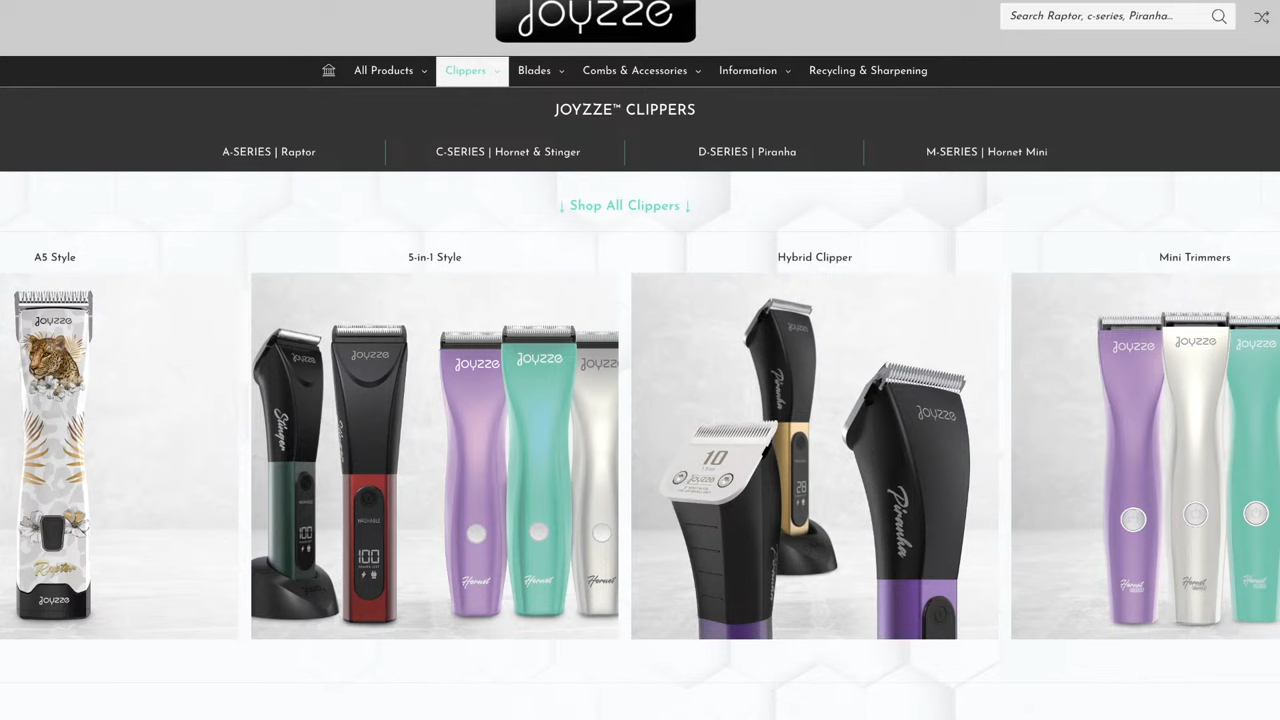 Joyzze
Search Raptor, c-series, Piranha...
All Products
Clippers
Blades
Combs & Accessories
Information
Recycling & Sharpening
JOYZZE™ CLIPPERS
A-SERIES | Raptor
C-SERIES | Hornet & Stinger
D-SERIES | Piranha
M-SERIES | Hornet Mini
↓ Shop All Clippers ↓
A5 Style
5-in-1 Style
Hybrid Clipper
Mini Trimmers
Joyzze
Raptor
Joyzze
Joyzze
Stinger
100
Joyzze
WASHABLE
100
Joyzze
Hornet
Joyzze
Hornet
Joyzze
Hornet
Piranha
28
10
Joyzze
Joyzze
Piranha
Joyzze
Hornet
Joyzze
Hornet
Joyzze
Hornet